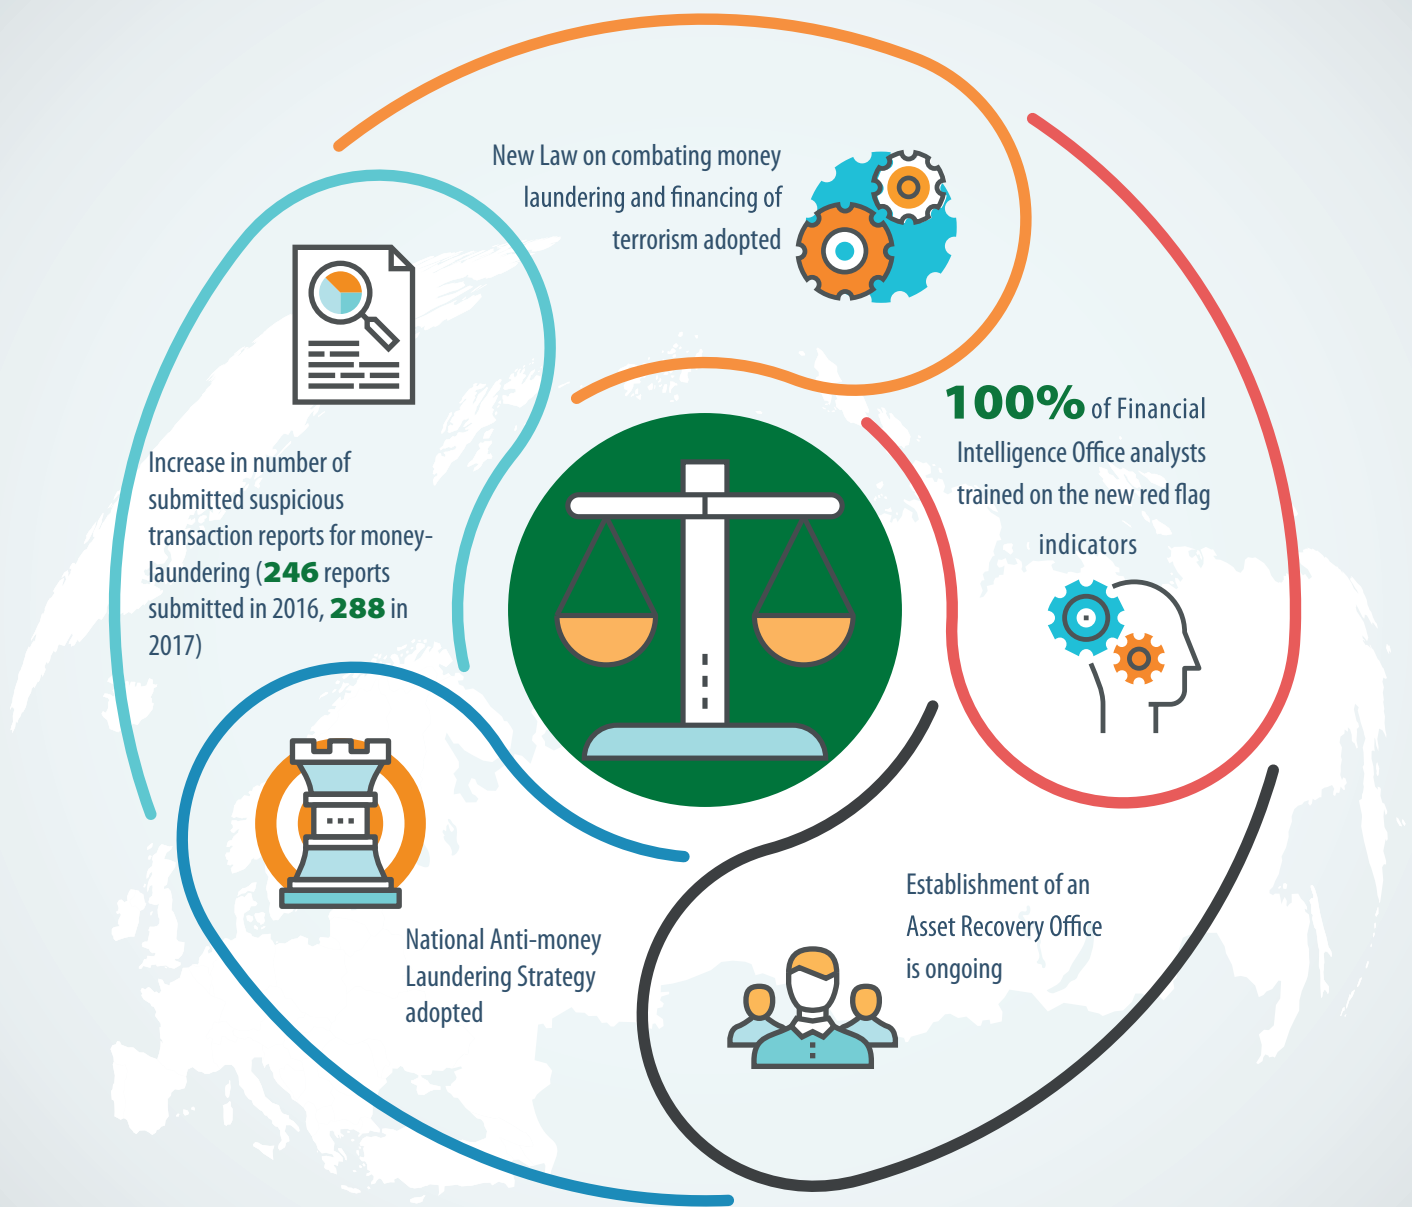 New Law on combating money
laundering and financing of
terrorism adopted
100% of Financial
Intelligence Office analysts
trained on the new red flag
indicators
Increase in number of
submitted suspicious
transaction reports for money-
laundering (246 reports
submitted in 2016, 288 in
2017)
Establishment of an
Asset Recovery Office
is ongoing
National Anti-money
Laundering Strategy
adopted